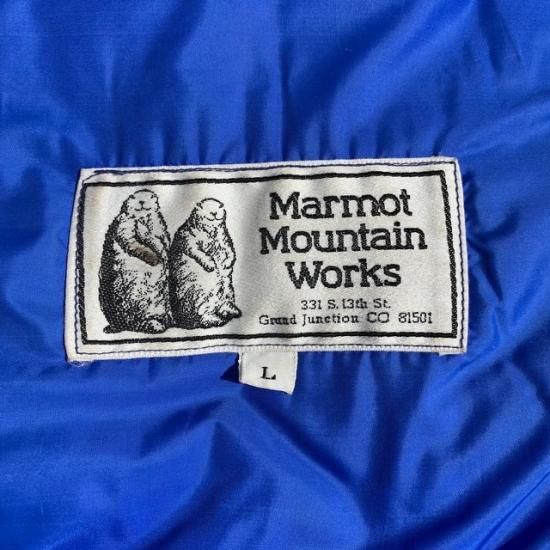 Marmot
Mountain
Works
331 S. 13th St.
Grand Junction CO 81501
L